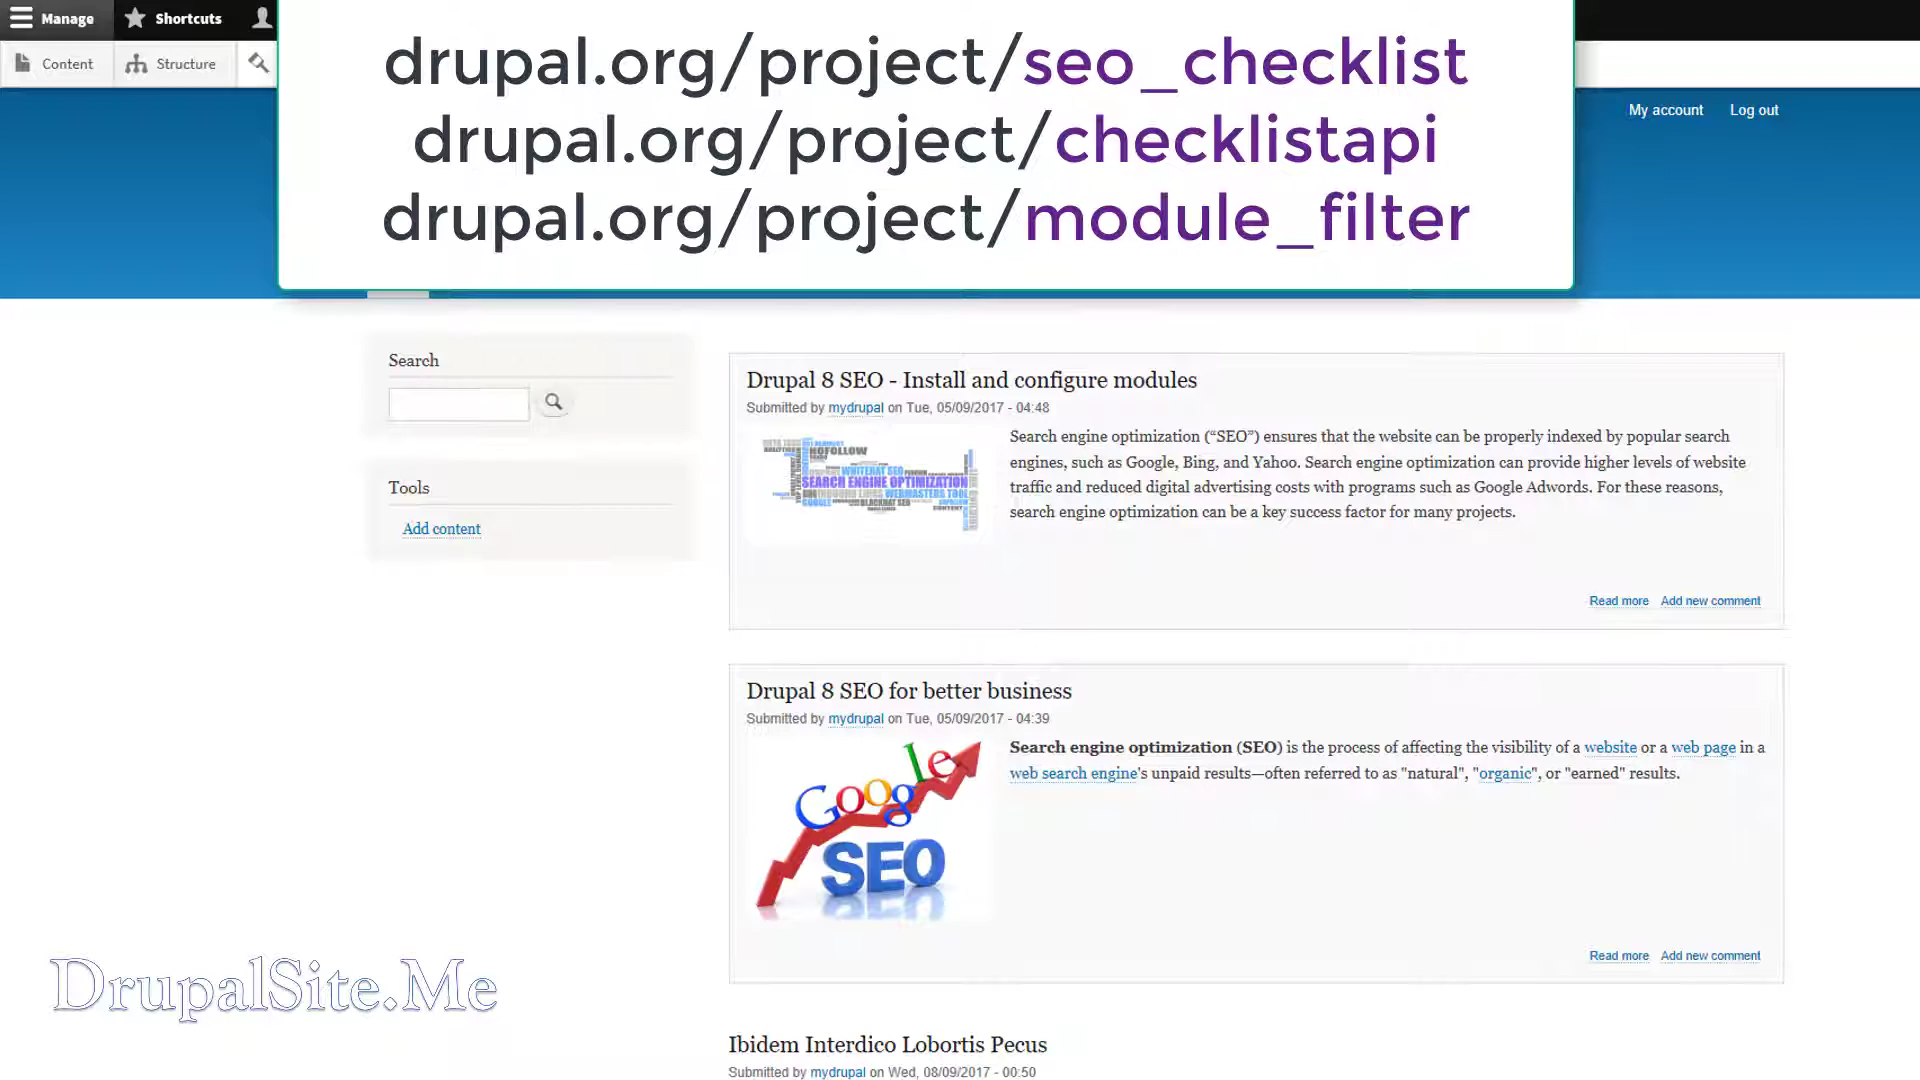 Manage
Shortcuts
Content
Structure
drupal.org/project/seo_checklist
drupal.org/project/checklistapi
drupal.org/project/module_filter
My account
Log out
Search
Tools
Add content
Drupal 8 SEO - Install and configure modules
Submitted by mydrupal on Tue, 05/09/2017 - 04:48
NOFOLLOW
WHITEHAT SEO
SEARCH ENGINE OPTIMIZATION
WEBMASTERS TOOL
GOOGLE
BLACKHAT SEO
CONTENT
Search engine optimization (“SEO”) ensures that the website can be properly indexed by popular search
engines, such as Google, Bing, and Yahoo. Search engine optimization can provide higher levels of website
traffic and reduced digital advertising costs with programs such as Google Adwords. For these reasons,
search engine optimization can be a key success factor for many projects.
Read more
Add new comment
Drupal 8 SEO for better business
Submitted by mydrupal on Tue, 05/09/2017 - 04:39
Google
SEO
Search engine optimization (SEO) is the process of affecting the visibility of a website or a web page in a
web search engine's unpaid results—often referred to as "natural", "organic", or "earned" results.
Read more
Add new comment
DrupalSite.Me
Ibidem Interdico Lobortis Pecus
Submitted by mydrupal on Wed, 08/09/2017 - 00:50